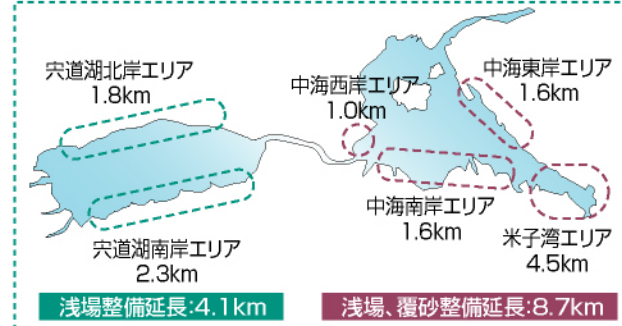 宍道湖北岸エリア
1.8km
中海西岸エリア
1.0km
中海東岸エリア
1.6km
宍道湖南岸エリア
2.3km
中海南岸エリア
1.6km
米子湾エリア
4.5km
浅場整備延長:4.1km
浅場、覆砂整備延長:8.7km